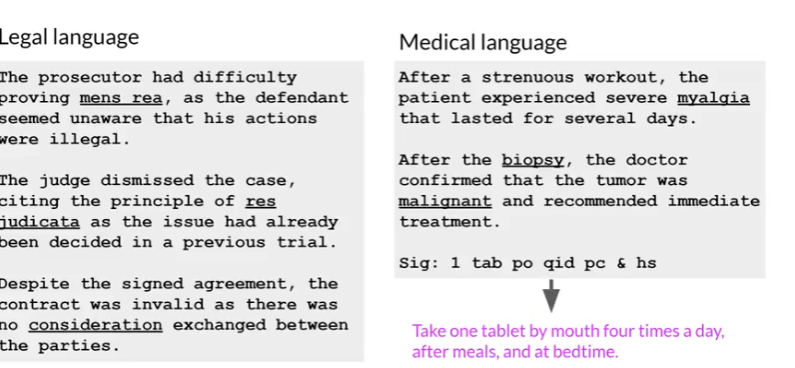 Legal language
The prosecutor had difficulty
proving mens rea, as the defendant
seemed unaware that his actions
were illegal.
The judge dismissed the case,
citing the principle of res
judicata as the issue had already
been decided in a previous trial.
Despite the signed agreement, the
contract was invalid as there was
no consideration exchanged between
the parties.
Medical language
After a strenuous workout, the
patient experienced severe myalgia
that lasted for several days.
After the biopsy, the doctor
confirmed that the tumor was
malignant and recommended immediate
treatment.
Sig: 1 tab po qid pc & hs
Take one tablet by mouth four times a day,
after meals, and at bedtime.